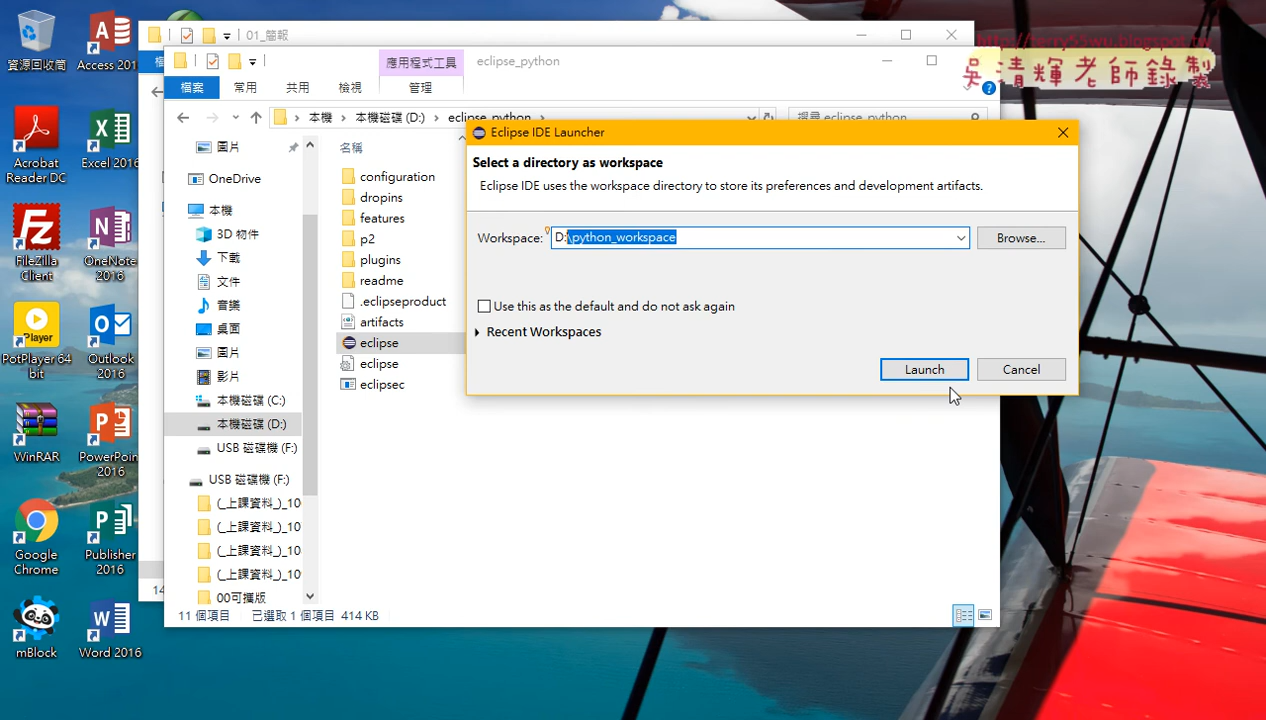 資源回收筒
Access 201
Acrobat Reader DC
Excel 2016
FileZilla Client
OneNote 2016
PotPlayer 64 bit
Outlook 2016
WinRAR
PowerPoin 2016
Google Chrome
Publisher 2016
mBlock
Word 2016
01_簡報
應用程式工具
eclipse_python
檔案
常用
共用
檢視
管理
http://terry55wu.blogspot.tw
吳清輝老師錄製
本機 › 本機磁碟 (D:) › eclipse_python
搜尋 eclipse_python
圖片
OneDrive
本機
3D 物件
下載
文件
音樂
桌面
圖片
影片
本機磁碟 (C:)
本機磁碟 (D:)
USB 磁碟機 (F:)
USB 磁碟機 (F:)
(_上課資料_)_10
(_上課資料_)_10
(_上課資料_)_10
(_上課資料_)_10
00可攜版
名稱
configuration
dropins
features
p2
plugins
readme
.eclipseproduct
artifacts
eclipse
eclipse
eclipsec
11 個項目
已選取 1 個項目 414 KB
14
Eclipse IDE Launcher
Select a directory as workspace
Eclipse IDE uses the workspace directory to store its preferences and development artifacts.
Workspace:
D:\python_workspace
Browse...
Use this as the default and do not ask again
Recent Workspaces
Launch
Cancel